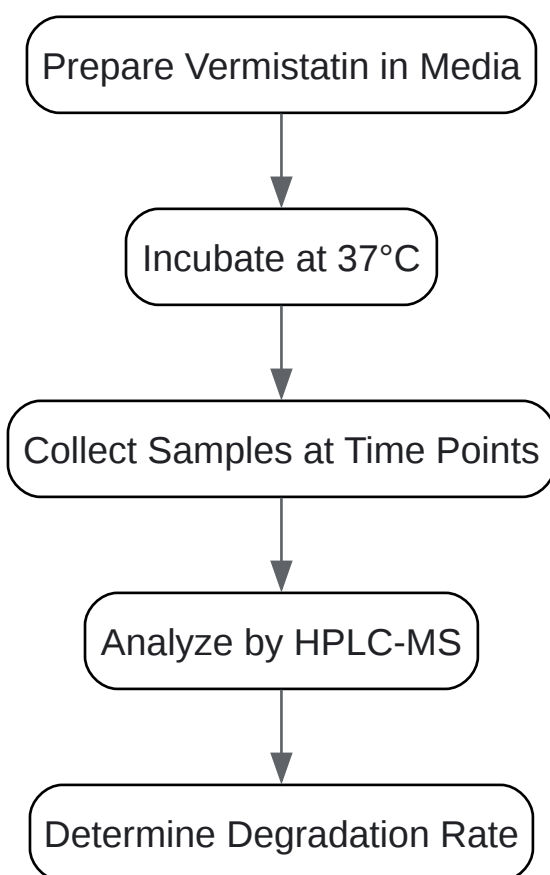 Prepare Vermistatin in Media
Incubate at 37°C
Collect Samples at Time Points
Analyze by HPLC-MS
Determine Degradation Rate